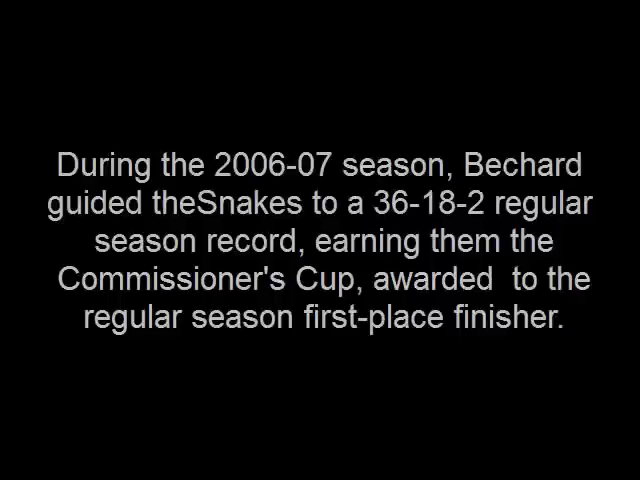 During the 2006-07 season, Bechard
guided theSnakes to a 36-18-2 regular
season record, earning them the
Commissioner's Cup, awarded  to the
regular season first-place finisher.